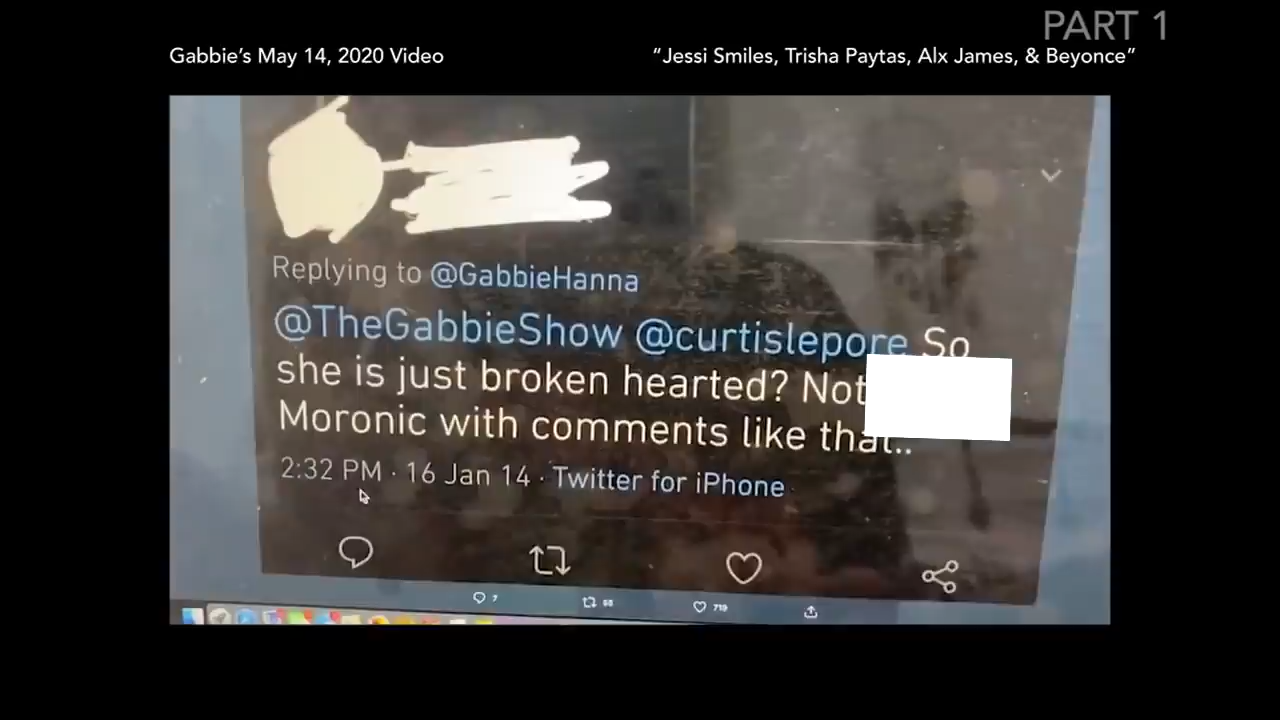 PART 1
Gabbie's May 14, 2020 Video
"Jessi Smiles, Trisha Paytas, Alx James, & Beyonce"
Replying to @GabbieHanna
@TheGabbieShow @curtislepore So
she is just broken hearted? Not
Moronic with comments like that..
2:32 PM · 16 Jan 14 · Twitter for iPhone
7 68 719